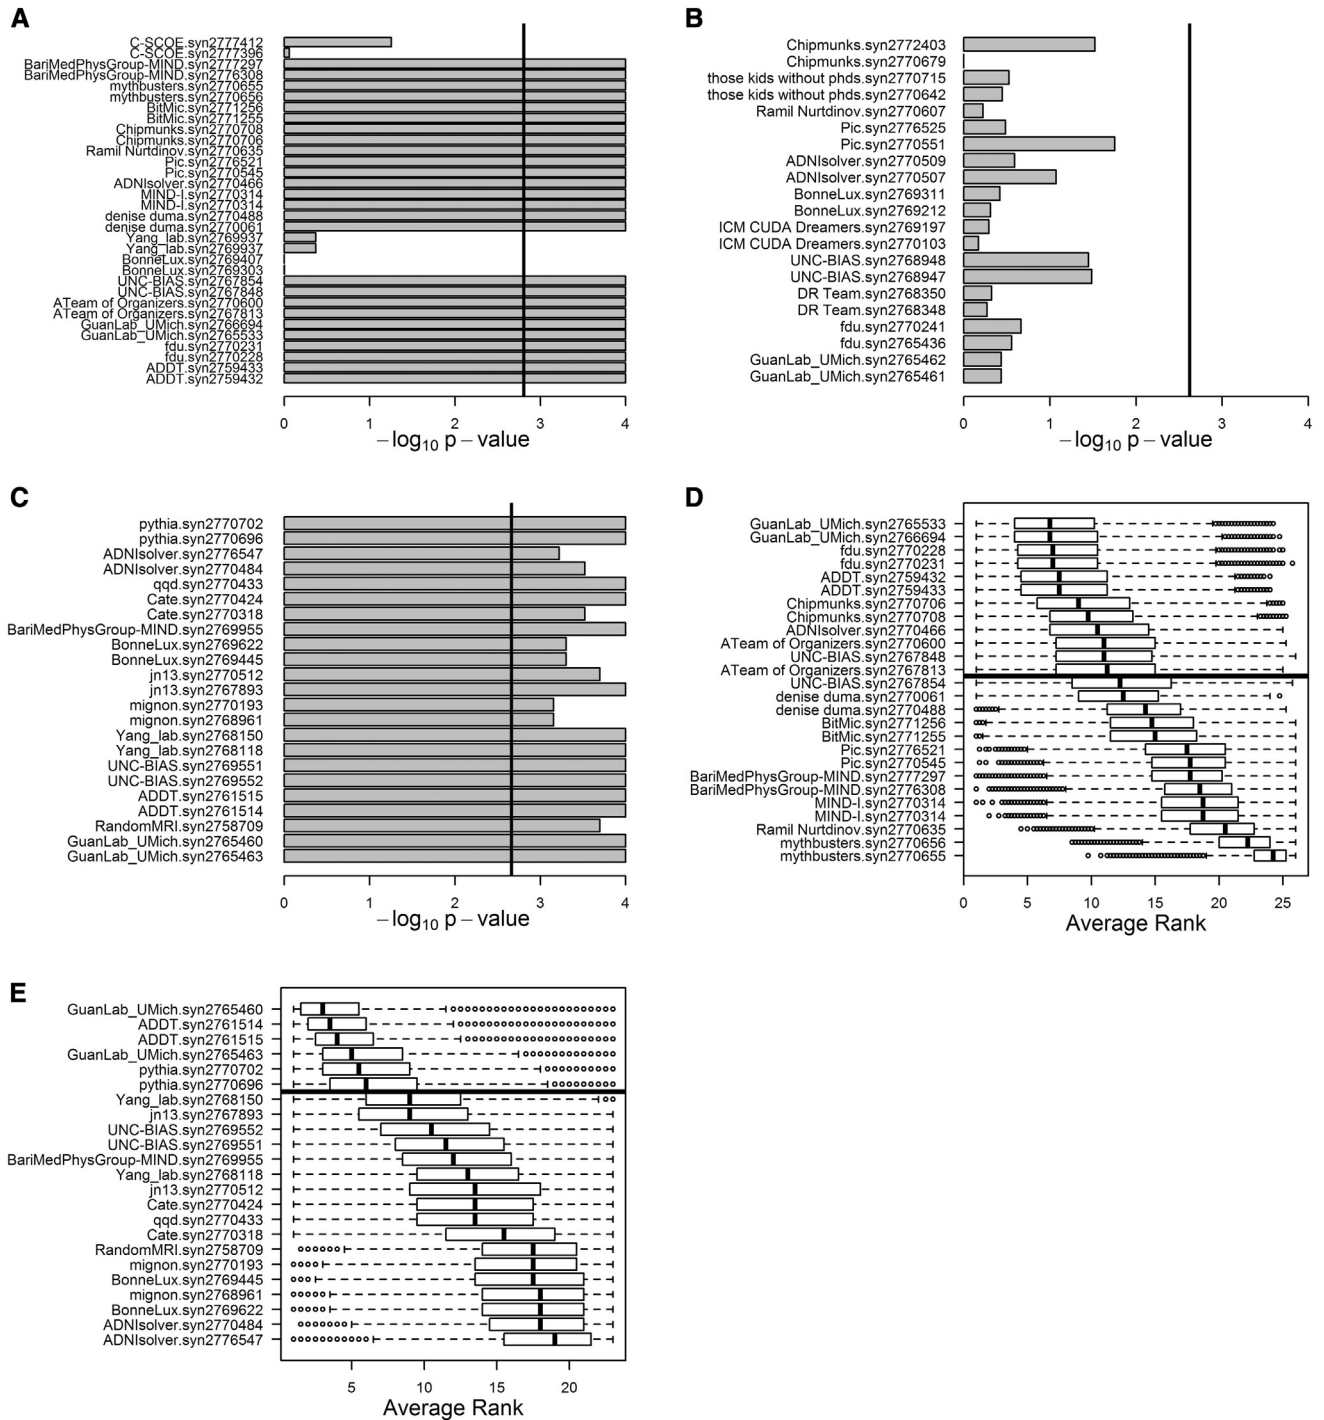 A
C-SCOE.syn2777412
C-SCOE.syn2777396
BariMedPhysGroup-MIND.syn2777297
BariMedPhysGroup-MIND.syn2776308
mythbusters.syn2770655
mythbusters.syn2770656
BitMic.syn2771256
BitMic.syn2771255
Chipmunks.syn2770708
Chipmunks.syn2770706
Ramil Nurtdinov.syn2770635
Pic.syn2776521
Pic.syn2770545
ADNIsolver.syn2770466
MIND-I.syn2770314
MIND-I.syn2770314
denise duma.syn2770488
denise duma.syn2770061
Yang_lab.syn2769937
Yang_lab.syn2769937
BonneLux.syn2769407
BonneLux.syn2769303
UNC-BIAS.syn2767854
UNC-BIAS.syn2767848
ATeam of Organizers.syn2770600
ATeam of Organizers.syn2767813
GuanLab_UMich.syn2766694
GuanLab_UMich.syn2765533
fdu.syn2770231
fdu.syn2770228
ADDT.syn2759433
ADDT.syn2759432
0 1 2 3 4
−log10 p−value
B
Chipmunks.syn2772403
Chipmunks.syn2770679
those kids without phds.syn2770715
those kids without phds.syn2770642
Ramil Nurtdinov.syn2770607
Pic.syn2776525
Pic.syn2770551
ADNIsolver.syn2770509
ADNIsolver.syn2770507
BonneLux.syn2769311
BonneLux.syn2769212
ICM CUDA Dreamers.syn2769197
ICM CUDA Dreamers.syn2770103
UNC-BIAS.syn2768948
UNC-BIAS.syn2768947
DR Team.syn2768350
DR Team.syn2768348
fdu.syn2770241
fdu.syn2765436
GuanLab_UMich.syn2765462
GuanLab_UMich.syn2765461
0 1 2 3 4
−log10 p−value
C
pythia.syn2770702
pythia.syn2770696
ADNIsolver.syn2776547
ADNIsolver.syn2770484
qqd.syn2770433
Cate.syn2770424
Cate.syn2770318
BariMedPhysGroup-MIND.syn2769955
BonneLux.syn2769622
BonneLux.syn2769445
jn13.syn2770512
jn13.syn2767893
mignon.syn2770193
mignon.syn2768961
Yang_lab.syn2768150
Yang_lab.syn2768118
UNC-BIAS.syn2769551
UNC-BIAS.syn2769552
ADDT.syn2761515
ADDT.syn2761514
RandomMRI.syn2758709
GuanLab_UMich.syn2765460
GuanLab_UMich.syn2765463
0 1 2 3 4
−log10 p−value
D
GuanLab_UMich.syn2765533
GuanLab_UMich.syn2766694
fdu.syn2770228
fdu.syn2770231
ADDT.syn2759432
ADDT.syn2759433
Chipmunks.syn2770706
Chipmunks.syn2770708
ADNIsolver.syn2770466
ATeam of Organizers.syn2770600
UNC-BIAS.syn2767848
ATeam of Organizers.syn2767813
UNC-BIAS.syn2767854
denise duma.syn2770061
denise duma.syn2770488
BitMic.syn2771256
BitMic.syn2771255
Pic.syn2776521
Pic.syn2770545
BariMedPhysGroup-MIND.syn2777297
BariMedPhysGroup-MIND.syn2776308
MIND-I.syn2770314
MIND-I.syn2770314
Ramil Nurtdinov.syn2770635
mythbusters.syn2770656
mythbusters.syn2770655
0 5 10 15 20 25
Average Rank
E
GuanLab_UMich.syn2765460
ADDT.syn2761514
ADDT.syn2761515
GuanLab_UMich.syn2765463
pythia.syn2770702
pythia.syn2770696
Yang_lab.syn2768150
jn13.syn2767893
UNC-BIAS.syn2769552
UNC-BIAS.syn2769551
BariMedPhysGroup-MIND.syn2769955
Yang_lab.syn2768118
jn13.syn2770512
Cate.syn2770424
qqd.syn2770433
Cate.syn2770318
RandomMRI.syn2758709
mignon.syn2770193
BonneLux.syn2769445
mignon.syn2768961
BonneLux.syn2769622
ADNIsolver.syn2770484
ADNIsolver.syn2776547
5 10 15 20
Average Rank